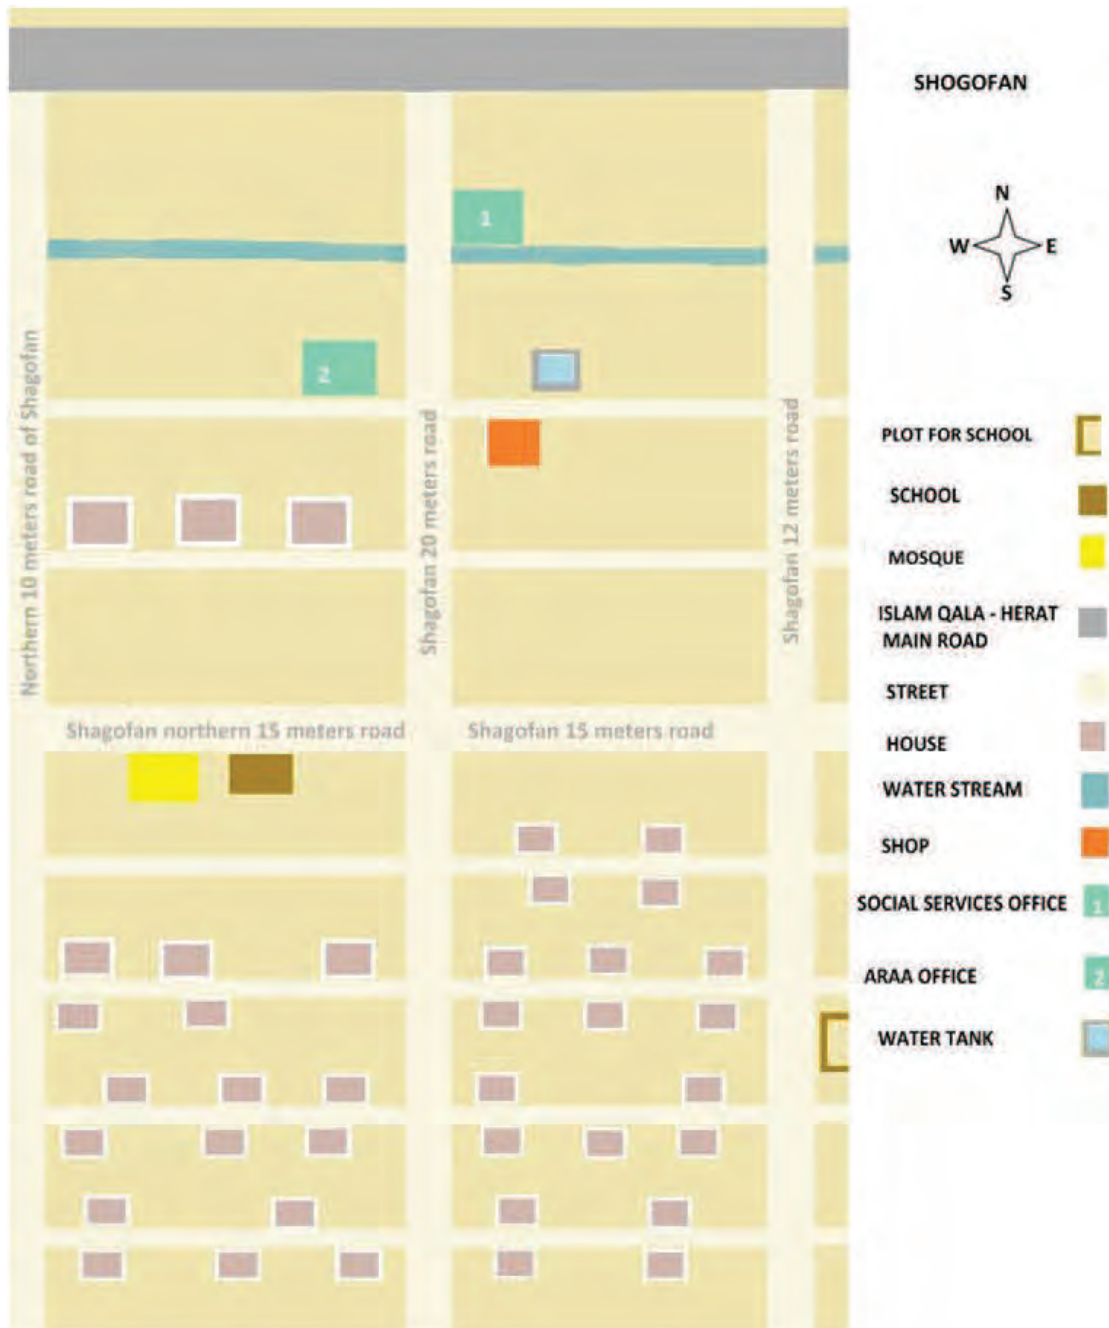 SHOGOFAN
N
W E
S
1
2
Northern 10 meters road of Shagofan
Shagofan 20 meters road
Shagofan 12 meters road
Shagofan northern 15 meters road
Shagofan 15 meters road
PLOT FOR SCHOOL
SCHOOL
MOSQUE
ISLAM QALA - HERAT
MAIN ROAD
STREET
HOUSE
WATER STREAM
SHOP
SOCIAL SERVICES OFFICE 1
ARAA OFFICE 2
WATER TANK